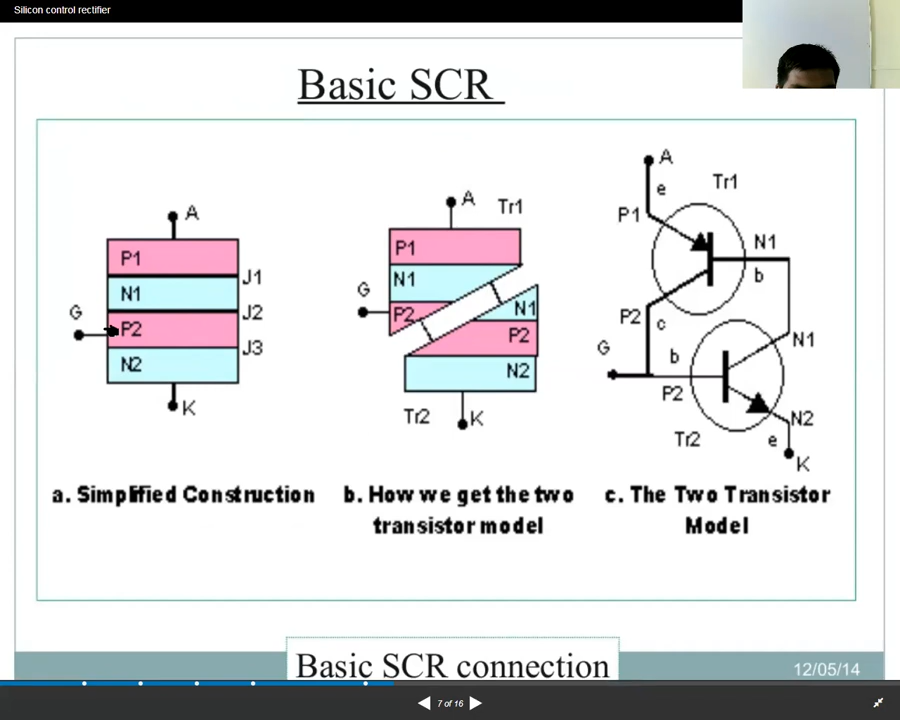 Silicon control rectifier
Basic SCR
A
P1
N1
P2
N2
G
J1
J2
J3
K
a. Simplified Construction
A
Tr1
P1
N1
G
P2
N1
P2
N2
Tr2
K
b. How we get the two
transistor model
A
e
Tr1
P1
N1
b
P2
c
G
b
N1
P2
N2
Tr2
e
K
c. The Two Transistor
Model
Basic SCR connection
12/05/14
7 of 16